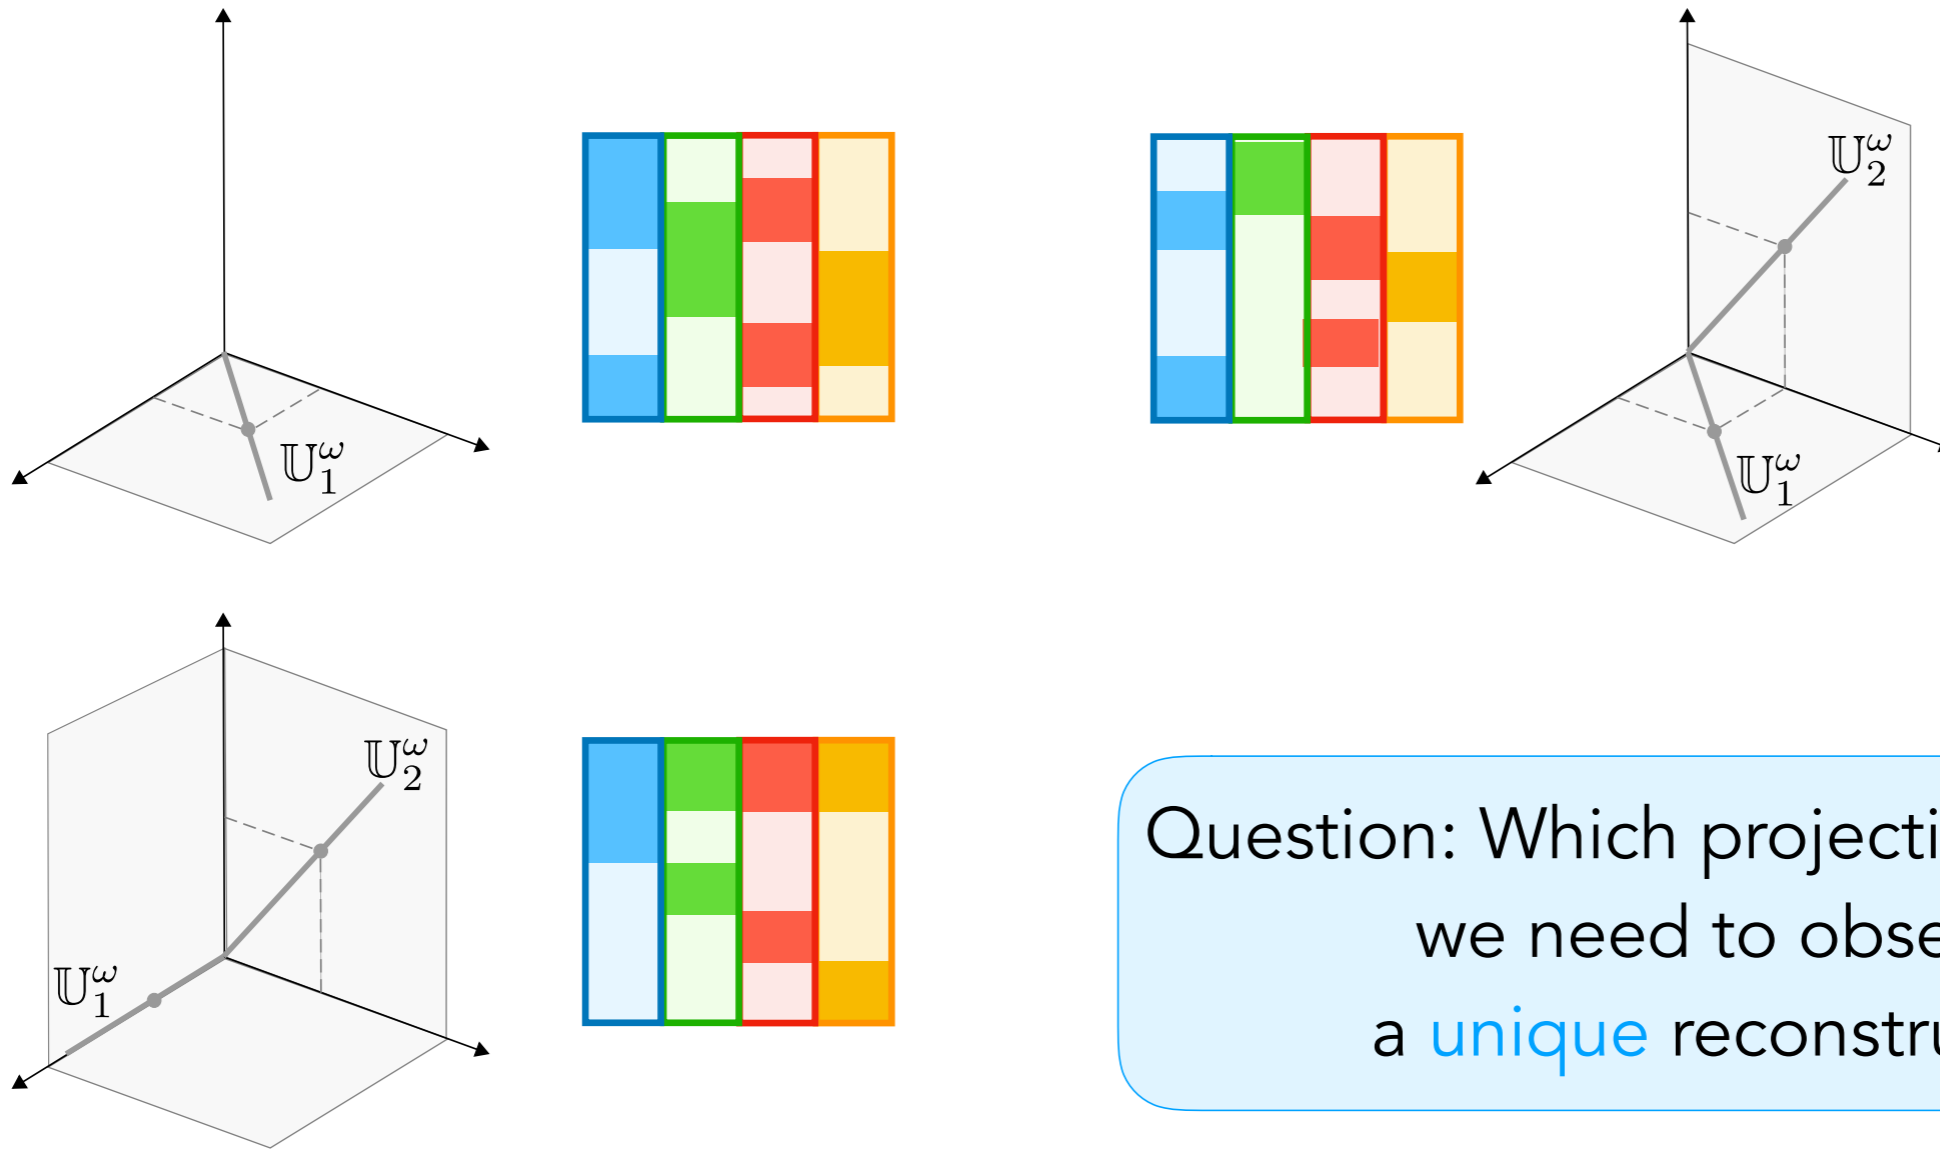 𝕌₁^ω
𝕌₂^ω
𝕌₁^ω
𝕌₂^ω
𝕌₁^ω
Question: Which projecti
we need to obse
a unique reconstru